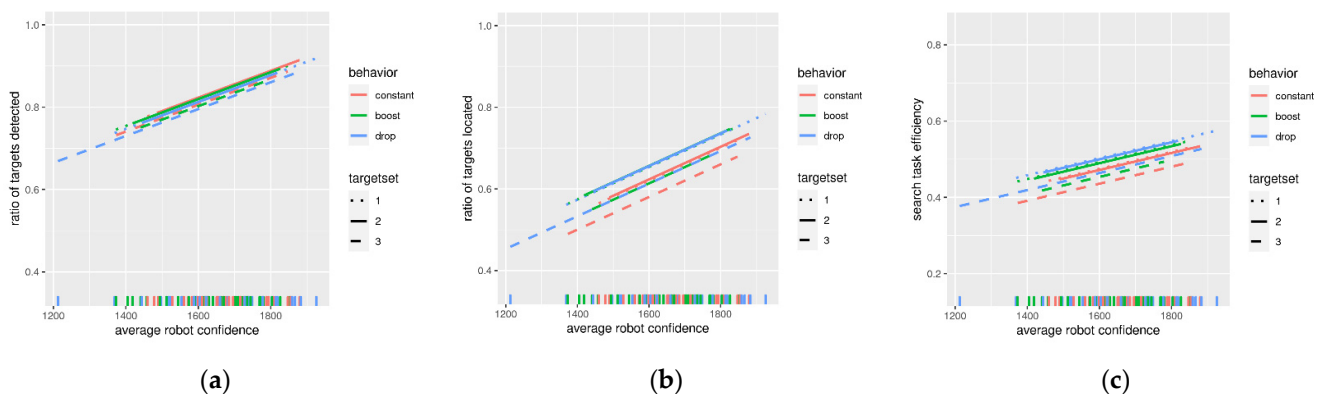 1.0
0.8
0.6
0.4
ratio of targets detected
1200
1400
1600
1800
average robot confidence
behavior
constant
boost
drop
targetset
1
2
3
(a)
1.0
0.8
0.6
0.4
ratio of targets located
1200
1400
1600
1800
average robot confidence
behavior
constant
boost
drop
targetset
1
2
3
(b)
0.8
0.6
0.4
0.2
search task efficiency
1200
1400
1600
1800
average robot confidence
behavior
constant
boost
drop
targetset
1
2
3
(c)